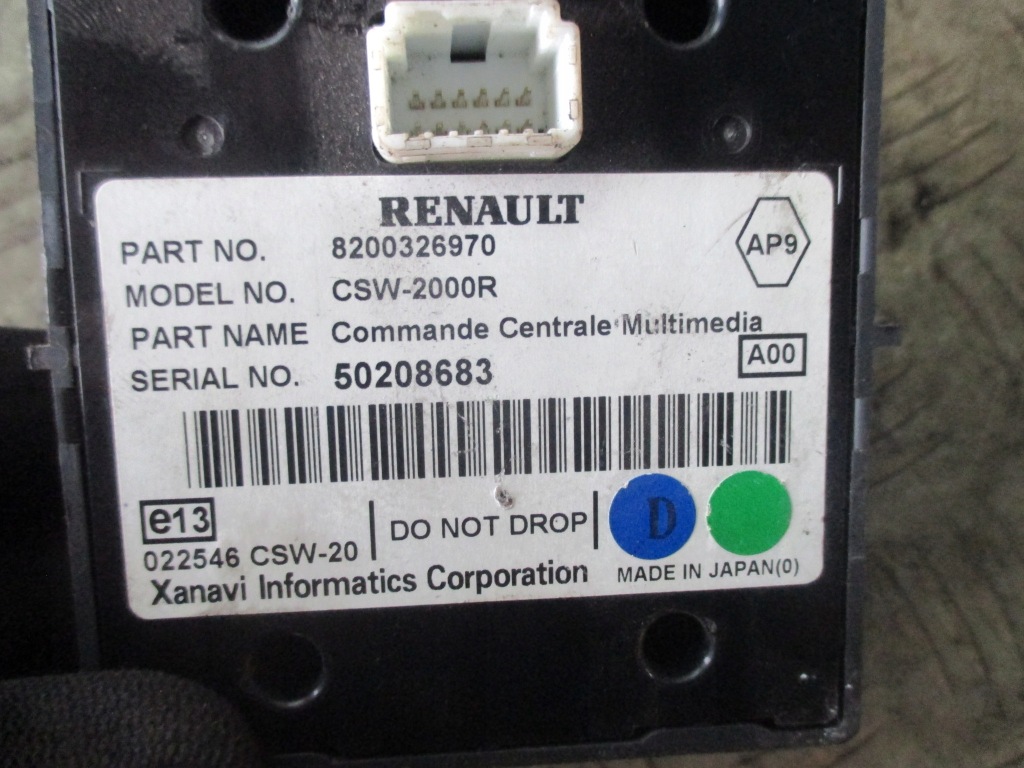 RENAULT
PART NO. 8200326970
AP9
MODEL NO. CSW-2000R
PART NAME Commande Centrale Multimedia
A00
SERIAL NO. 50208683
e13
022546 CSW-20
DO NOT DROP
D
Xanavi Informatics Corporation
MADE IN JAPAN(0)